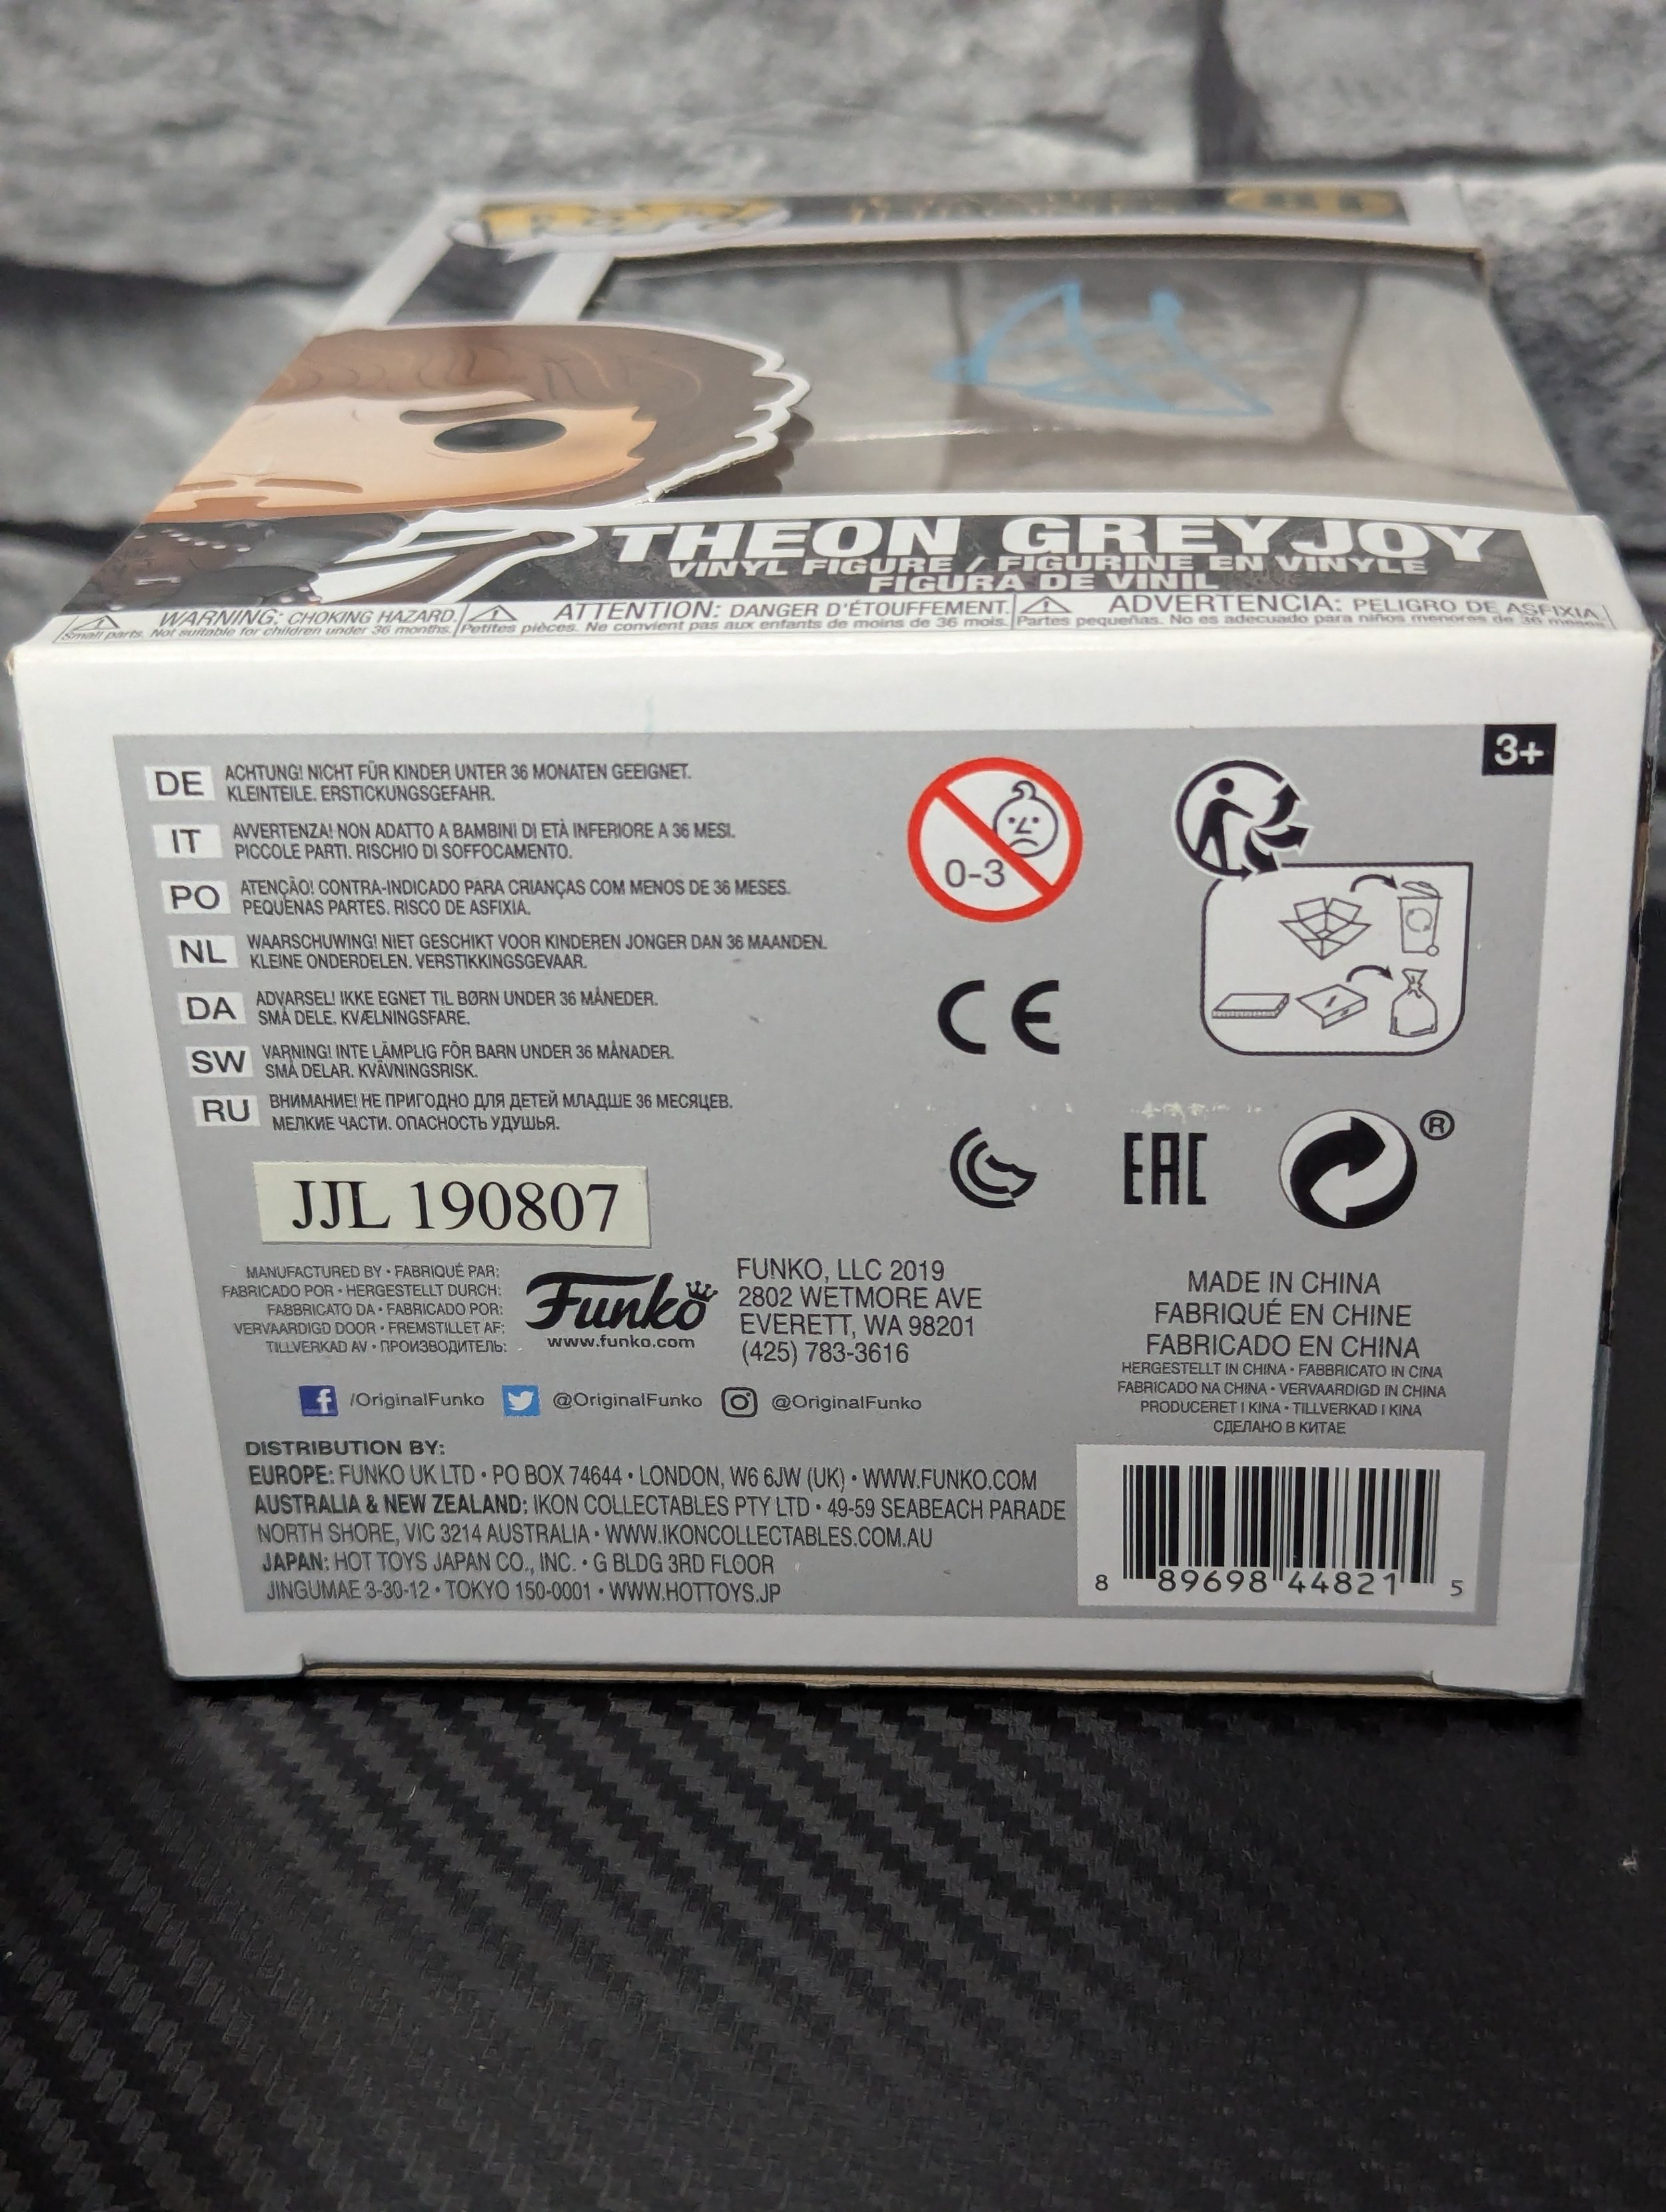 POP!
THEON GREYJOY
VINYL FIGURE / FIGURINE EN VINYLE
FIGURA DE VINIL
WARNING: CHOKING HAZARD.
Small parts. Not suitable for children under 36 months.
ATTENTION: DANGER D'ÉTOUFFEMENT.
Petites pièces. Ne convient pas aux enfants de moins de 36 mois.
ADVERTENCIA: PELIGRO DE ASFIXIA.
Partes pequeñas. No es adecuado para niños menores de 36 meses.
3+
DE ACHTUNG! NICHT FÜR KINDER UNTER 36 MONATEN GEEIGNET.
KLEINTEILE. ERSTICKUNGSGEFAHR.
IT AVVERTENZA! NON ADATTO A BAMBINI DI ETÀ INFERIORE A 36 MESI.
PICCOLE PARTI. RISCHIO DI SOFFOCAMENTO.
PO ATENÇÃO! CONTRA-INDICADO PARA CRIANÇAS COM MENOS DE 36 MESES.
PEQUENAS PARTES. RISCO DE ASFIXIA.
NL WAARSCHUWING! NIET GESCHIKT VOOR KINDEREN JONGER DAN 36 MAANDEN.
KLEINE ONDERDELEN. VERSTIKKINGSGEVAAR.
DA ADVARSEL! IKKE EGNET TIL BØRN UNDER 36 MÅNEDER.
SMÅ DELE. KVÆLNINGSFARE.
SW VARNING! INTE LÄMPLIG FÖR BARN UNDER 36 MÅNADER.
SMÅ DELAR. KVÄVNINGSRISK.
RU ВНИМАНИЕ! НЕ ПРИГОДНО ДЛЯ ДЕТЕЙ МЛАДШЕ 36 МЕСЯЦЕВ.
МЕЛКИЕ ЧАСТИ. ОПАСНОСТЬ УДУШЬЯ.
0-3
CE
EAC
®
JJL 190807
MANUFACTURED BY • FABRIQUÉ PAR:
FABRICADO POR • HERGESTELLT DURCH:
FABBRICATO DA • FABRICADO POR:
VERVAARDIGD DOOR • FREMSTILLET AF:
TILLVERKAD AV • ПРОИЗВОДИТЕЛЬ:
Funko
www.funko.com
FUNKO, LLC 2019
2802 WETMORE AVE
EVERETT, WA 98201
(425) 783-3616
MADE IN CHINA
FABRIQUÉ EN CHINE
FABRICADO EN CHINA
HERGESTELLT IN CHINA • FABBRICATO IN CINA
FABRICADO NA CHINA • VERVAARDIGD IN CHINA
PRODUCERET I KINA • TILLVERKAD I KINA
СДЕЛАНО В КИТАЕ
/OriginalFunko @OriginalFunko @OriginalFunko
DISTRIBUTION BY:
EUROPE: FUNKO UK LTD • PO BOX 74644 • LONDON, W6 6JW (UK) • WWW.FUNKO.COM
AUSTRALIA & NEW ZEALAND: IKON COLLECTABLES PTY LTD • 49-59 SEABEACH PARADE
NORTH SHORE, VIC 3214 AUSTRALIA • WWW.IKONCOLLECTABLES.COM.AU
JAPAN: HOT TOYS JAPAN CO., INC. • G BLDG 3RD FLOOR
JINGUMAE 3-30-12 • TOKYO 150-0001 • WWW.HOTTOYS.JP
8 89698 44821 5